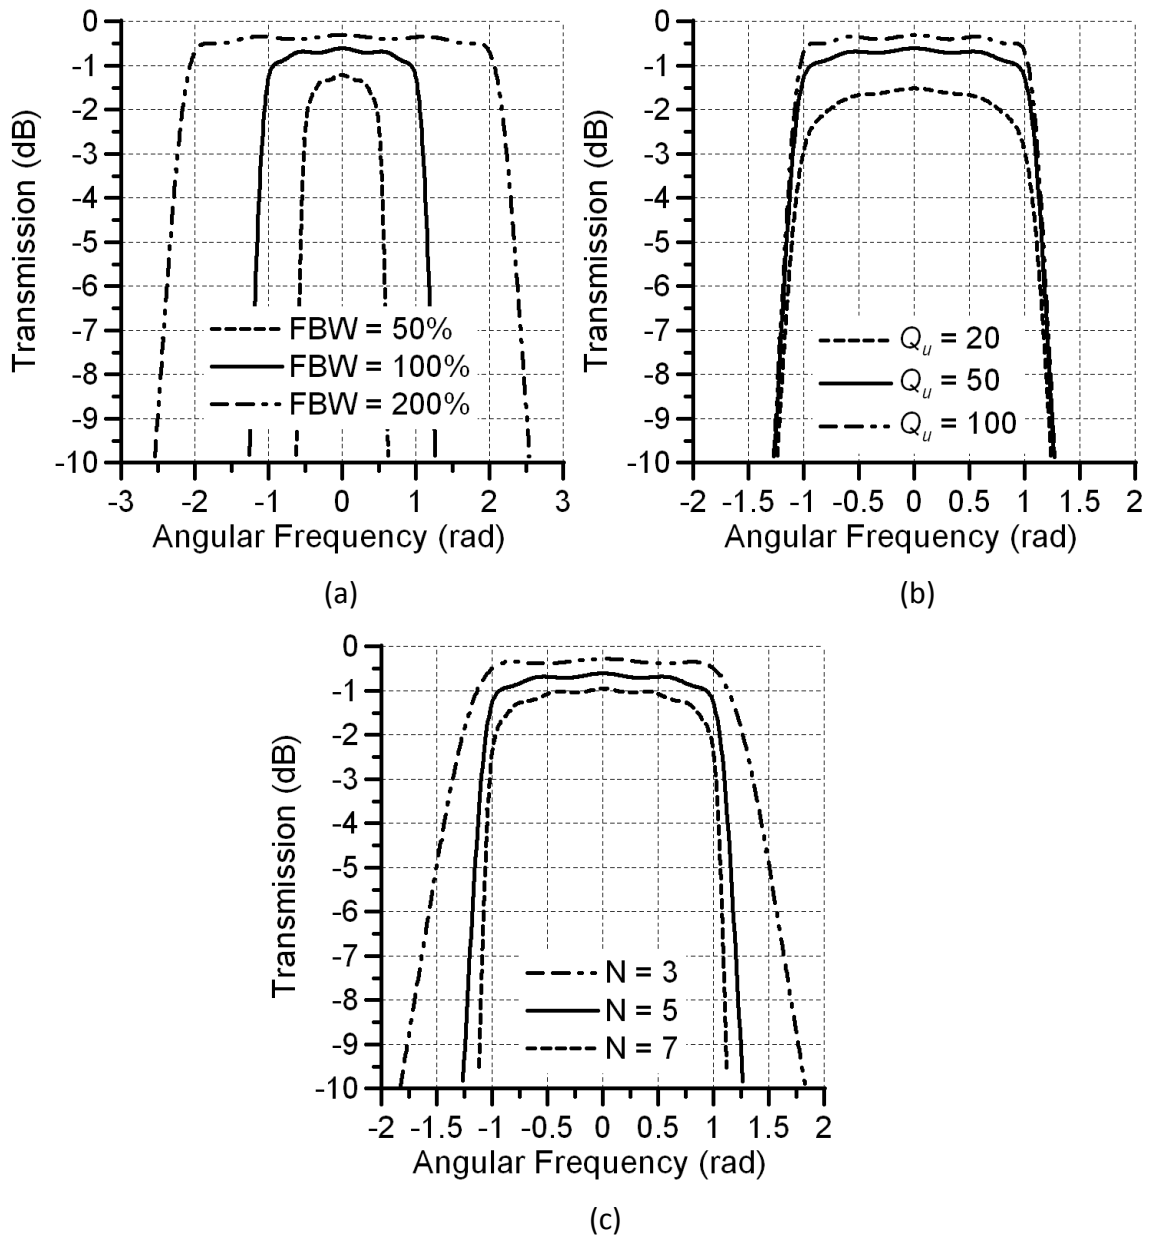 0
-1
-2
-3
-4
-5
-6
-7
-8
-9
-10
Transmission (dB)
FBW = 50%
FBW = 100%
FBW = 200%
-3 -2 -1 0 1 2 3
Angular Frequency (rad)
(a)
0
-1
-2
-3
-4
-5
-6
-7
-8
-9
-10
Transmission (dB)
Qu = 20
Qu = 50
Qu = 100
-2 -1.5 -1 -0.5 0 0.5 1 1.5 2
Angular Frequency (rad)
(b)
0
-1
-2
-3
-4
-5
-6
-7
-8
-9
-10
Transmission (dB)
N = 3
N = 5
N = 7
-2 -1.5 -1 -0.5 0 0.5 1 1.5 2
Angular Frequency (rad)
(c)